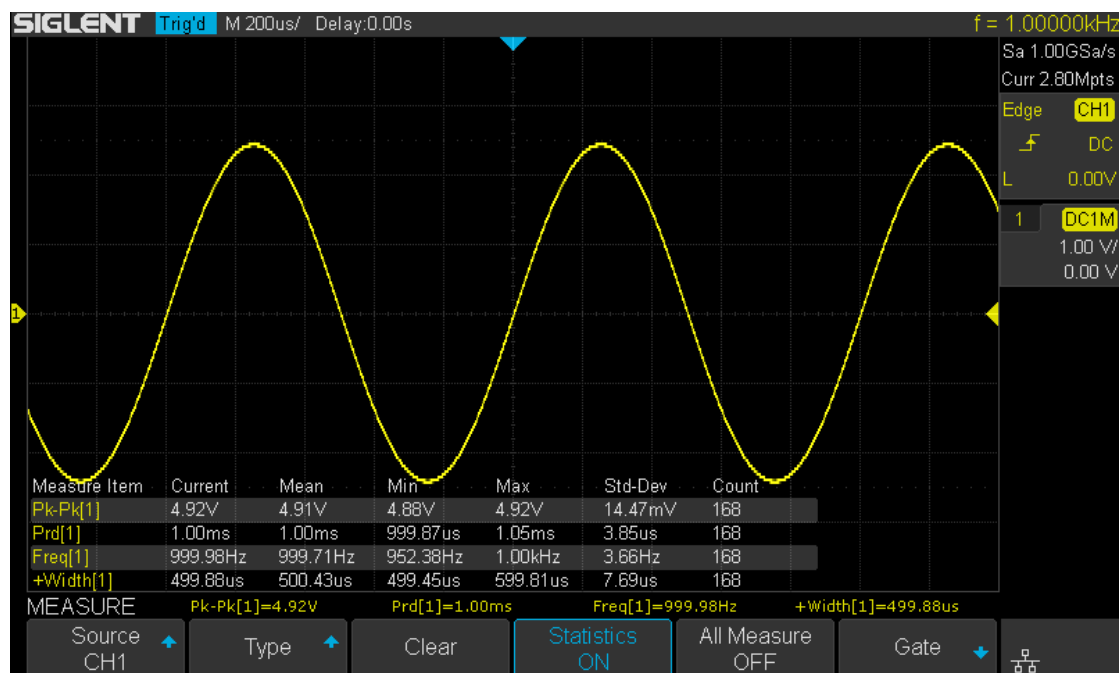 SIGLENT Trig'd M 200us/ Delay:0.00s f = 1.00000kHz
Sa 1.00GSa/s
Curr 2.80Mpts
Edge CH1
DC
L 0.00V
1 DC1M
1.00 V/
0.00 V
1
Measure Item Current Mean Min Max Std-Dev Count
Pk-Pk[1] 4.92V 4.91V 4.88V 4.92V 14.47mV 168
Prd[1] 1.00ms 1.00ms 999.87us 1.05ms 3.85us 168
Freq[1] 999.98Hz 999.71Hz 952.38Hz 1.00kHz 3.66Hz 168
+Width[1] 499.88us 500.43us 499.45us 599.81us 7.69us 168
MEASURE Pk-Pk[1]=4.92V Prd[1]=1.00ms Freq[1]=999.98Hz +Width[1]=499.88us
Source Type Clear Statistics All Measure Gate
CH1 ON OFF